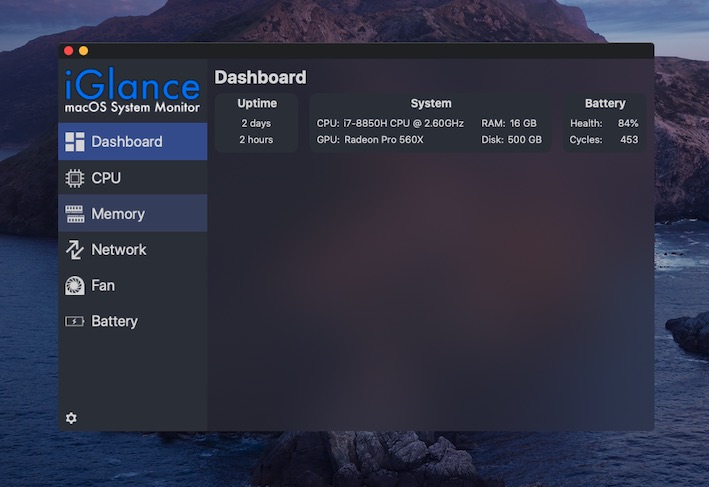 iGlance
macOS System Monitor
Dashboard
CPU
Memory
Network
Fan
Battery
Dashboard
Uptime
2 days
2 hours
System
CPU: i7-8850H CPU @ 2.60GHz RAM: 16 GB
GPU: Radeon Pro 560X Disk: 500 GB
Battery
Health: 84%
Cycles: 453